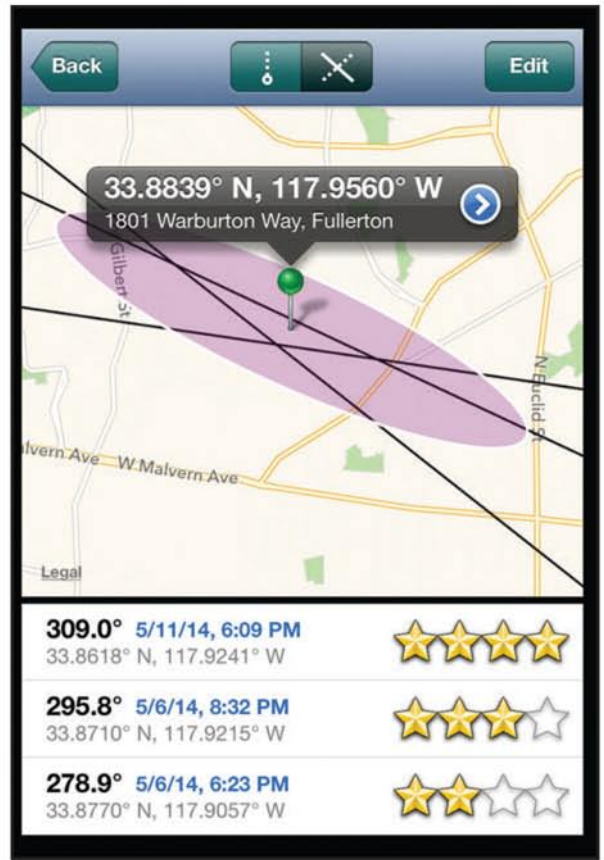 Back
Edit
33.8839° N, 117.9560° W
1801 Warburton Way, Fullerton
Gilbert St
N Euclid St
alvern Ave W Malvern Ave
Legal
309.0° 5/11/14, 6:09 PM
33.8618° N, 117.9241° W
295.8° 5/6/14, 8:32 PM
33.8710° N, 117.9215° W
278.9° 5/6/14, 6:23 PM
33.8770° N, 117.9057° W